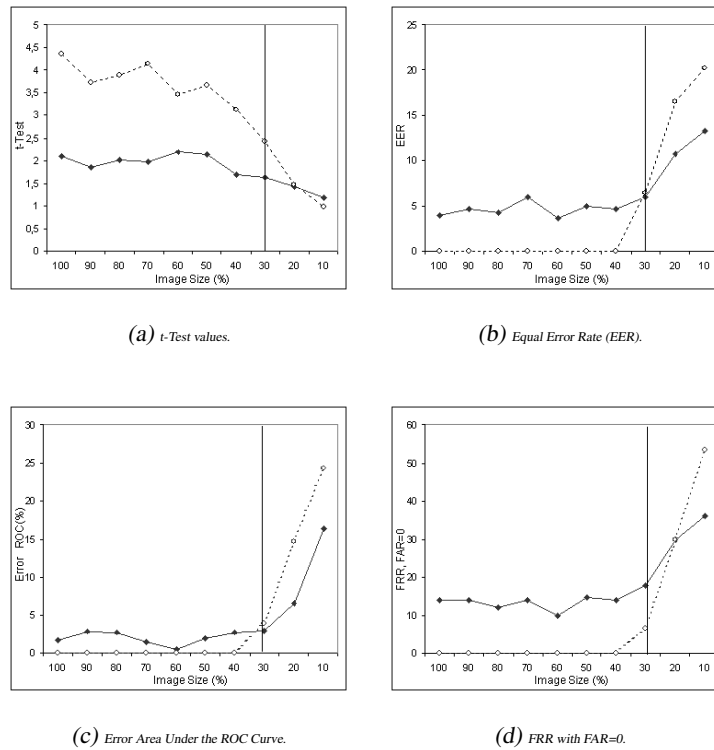 5
4,5
4
3,5
3
2,5
2
1,5
1
0,5
0
t-Test
100 90 80 70 60 50 40 30 20 10
Image Size (%)
(a) t-Test values.
25
20
15
10
5
0
EER
100 90 80 70 60 50 40 30 20 10
Image Size (%)
(b) Equal Error Rate (EER).
30
25
20
15
10
5
0
Error ROC(%)
100 90 80 70 60 50 40 30 20 10
Image Size (%)
(c) Error Area Under the ROC Curve.
60
50
40
30
20
10
0
FRR, FAR=0
100 90 80 70 60 50 40 30 20 10
Image Size (%)
(d) FRR with FAR=0.